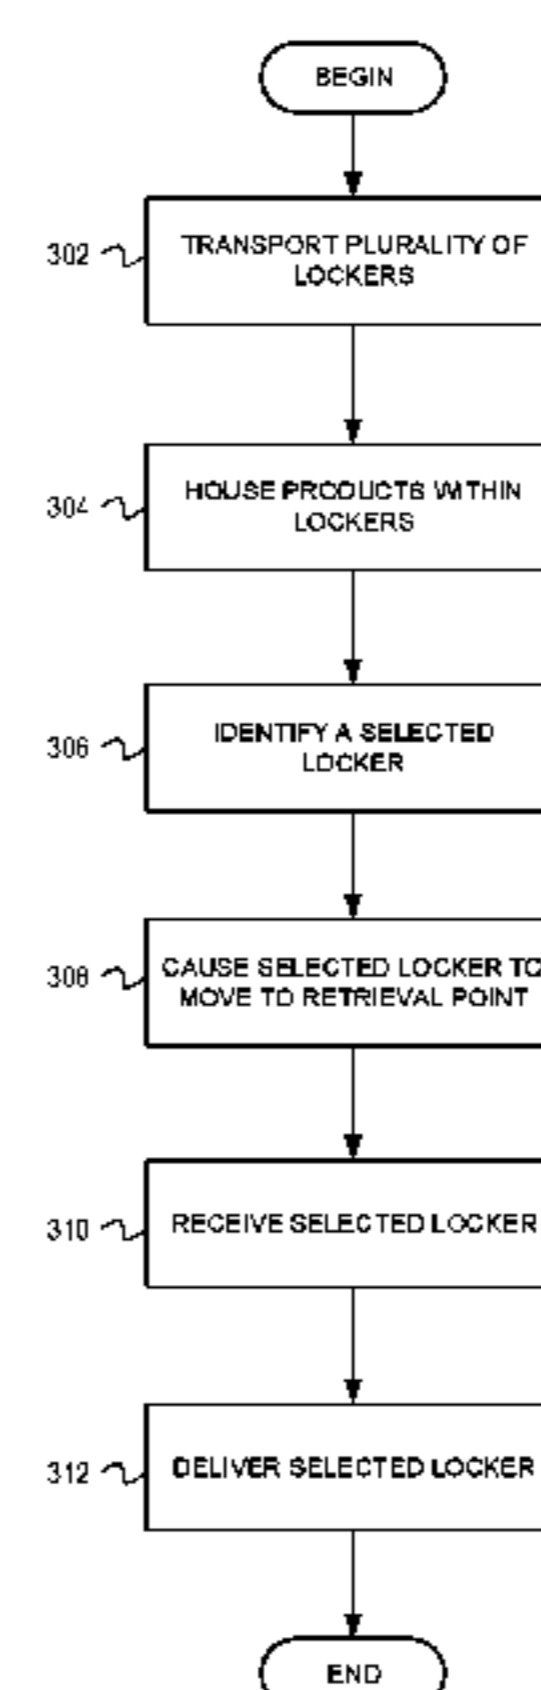 BEGIN
302
TRANSPORT PLURALITY OF
LOCKERS
304
HOUSE PRODUCTS WITHIN
LOCKERS
306
IDENTIFY A SELECTED
LOCKER
308
CAUSE SELECTED LOCKER TO
MOVE TO RETRIEVAL POINT
310
RECEIVE SELECTED LOCKER
312
DELIVER SELECTED LOCKER
END